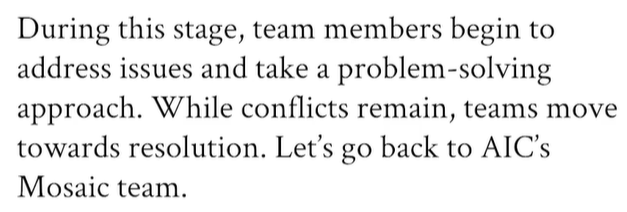 During this stage, team members begin to
address issues and take a problem-solving
approach. While conflicts remain, teams move
towards resolution. Let’s go back to AIC’s
Mosaic team.